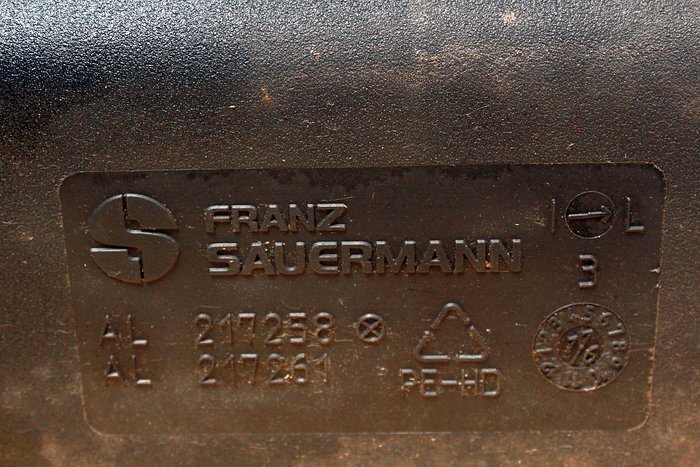 FRANZ
SAUERMANN
I → L
3
AL 217258 ⊗
AL 217261
PE-HD